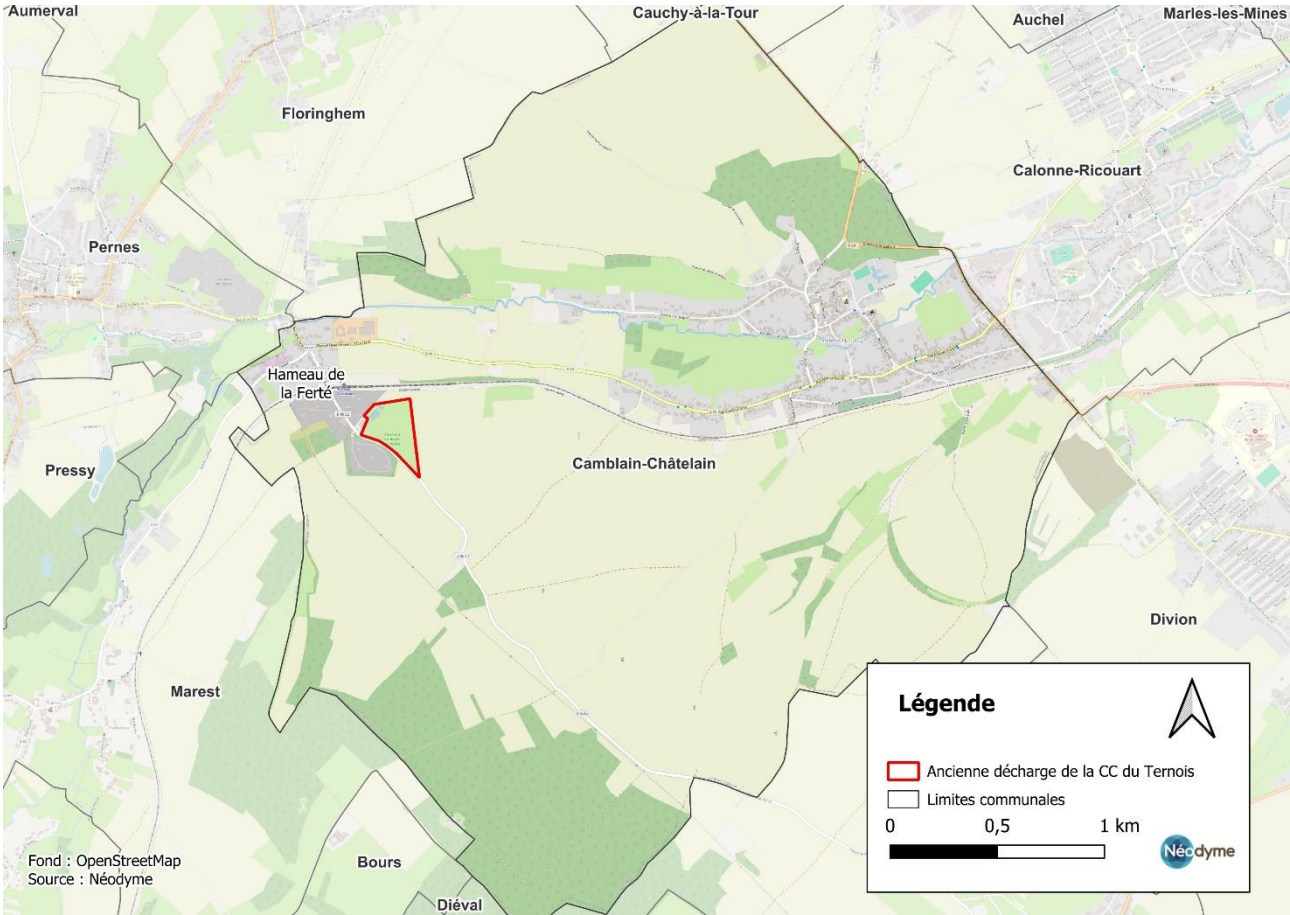 Aumerval
Cauchy-à-la-Tour
Auchel
Marles-les-Mines
Floringhem
Calonne-Ricouart
Pernes
Hameau de
la Ferté
Pressy
Camblain-Châtelain
Divion
Marest
Bours
Diéval
Légende
Ancienne décharge de la CC du Ternois
Limites communales
0 0,5 1 km
Néodyme
Fond : OpenStreetMap
Source : Néodyme